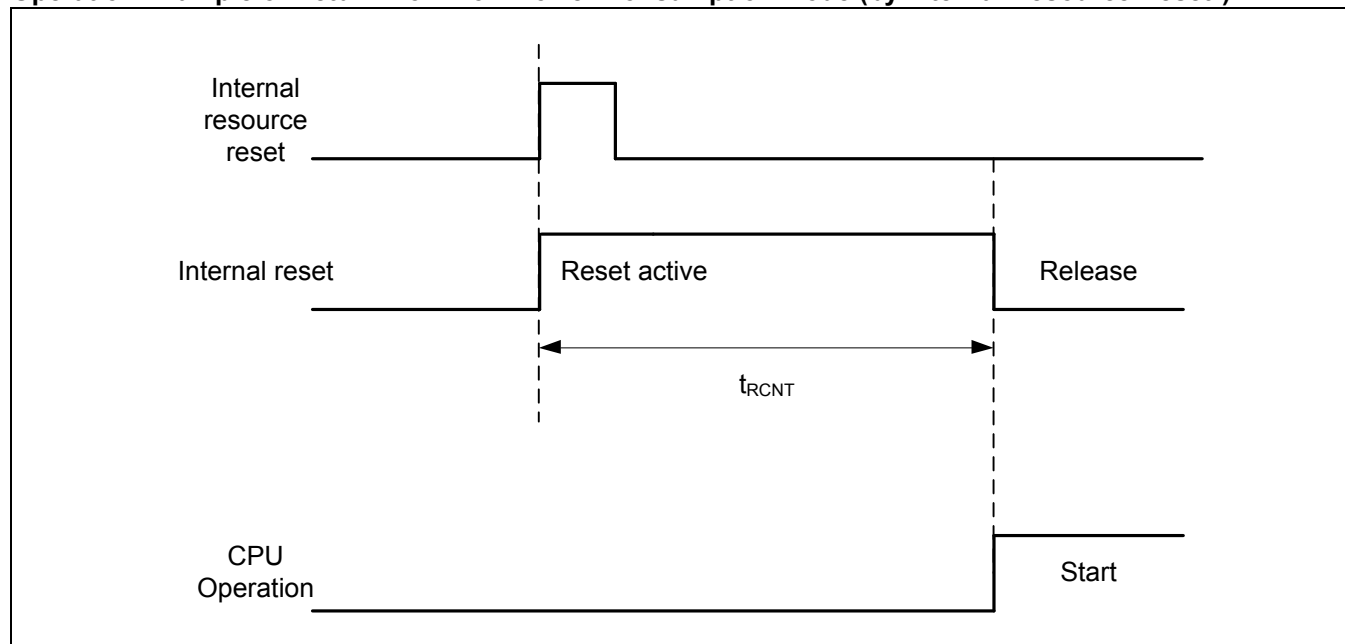 Internal
resource
reset
Internal reset
Reset active
Release
tRCNT
CPU
Operation
Start